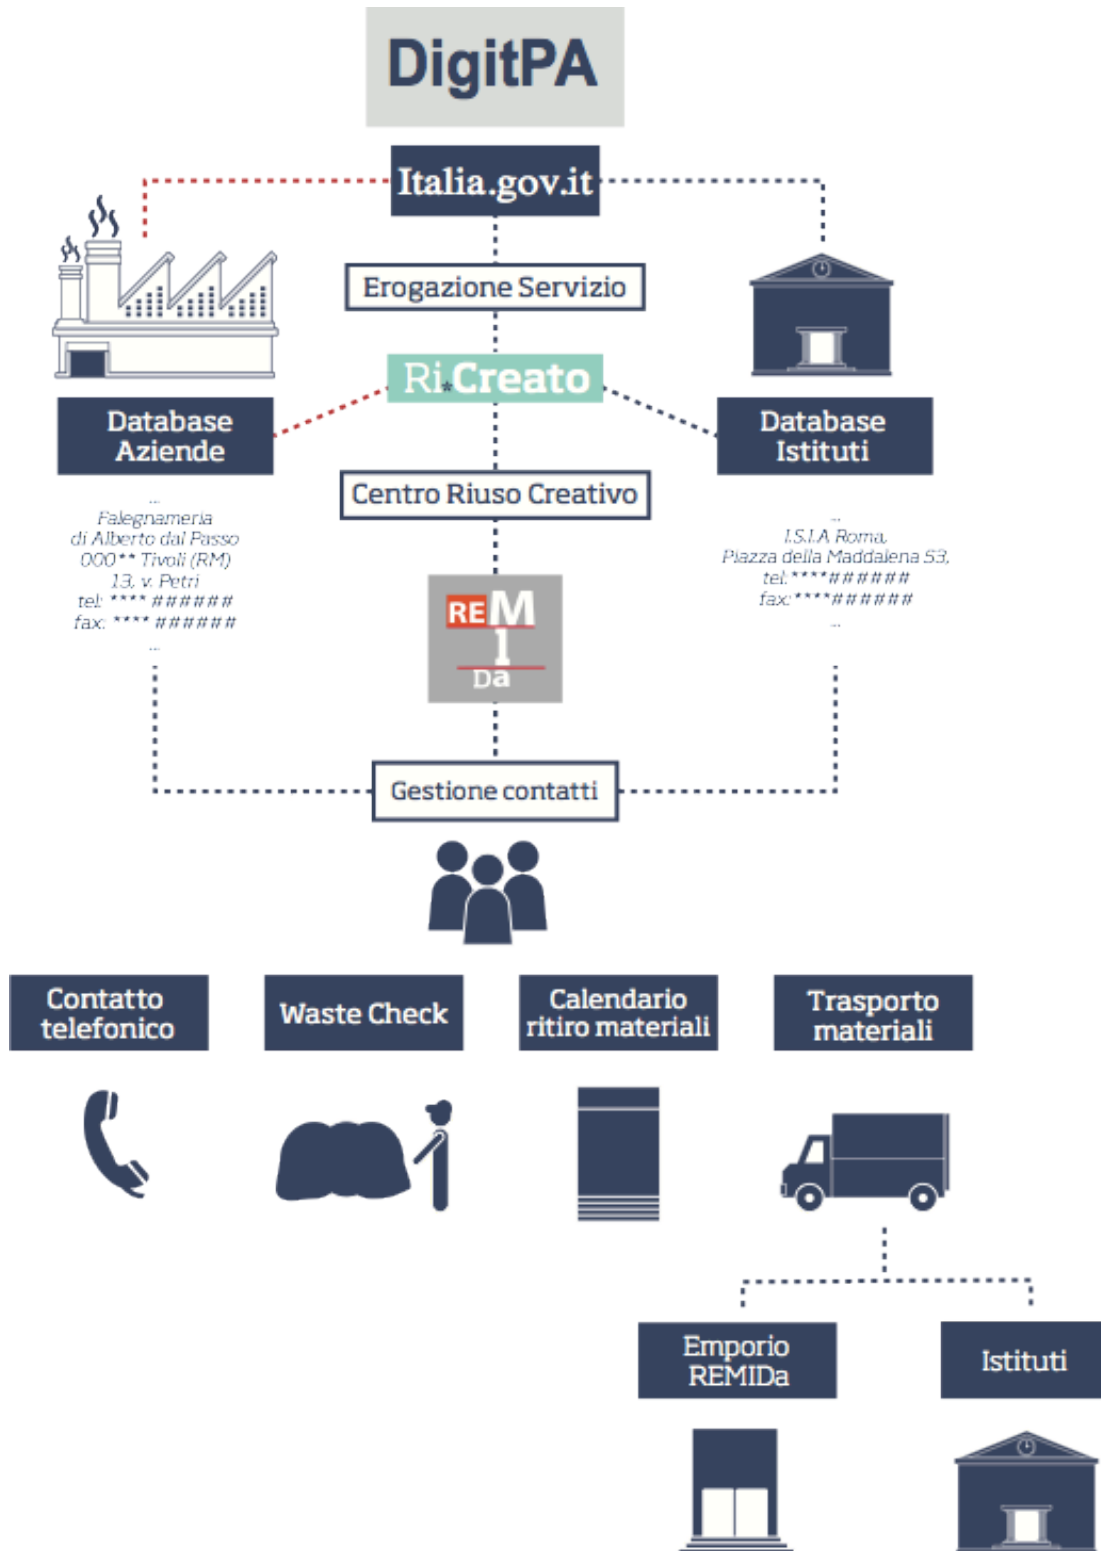 DigitPA
Italia.gov.it
Erogazione Servizio
Ri*Creato
Database
Aziende
Database
Istituti
Centro Riuso Creativo
...
Falegnameria
di Alberto dal Passo
000** Tivoli (RM)
13, v. Petri
tel: **** ######
fax: **** ######
...
...
I.S.I.A Roma,
Piazza della Maddalena 53,
tel:****######
fax:****######
...
REM
I
Da
Gestione contatti
Contatto
telefonico
Waste Check
Calendario
ritiro materiali
Trasporto
materiali
Emporio
REMIDa
Istituti